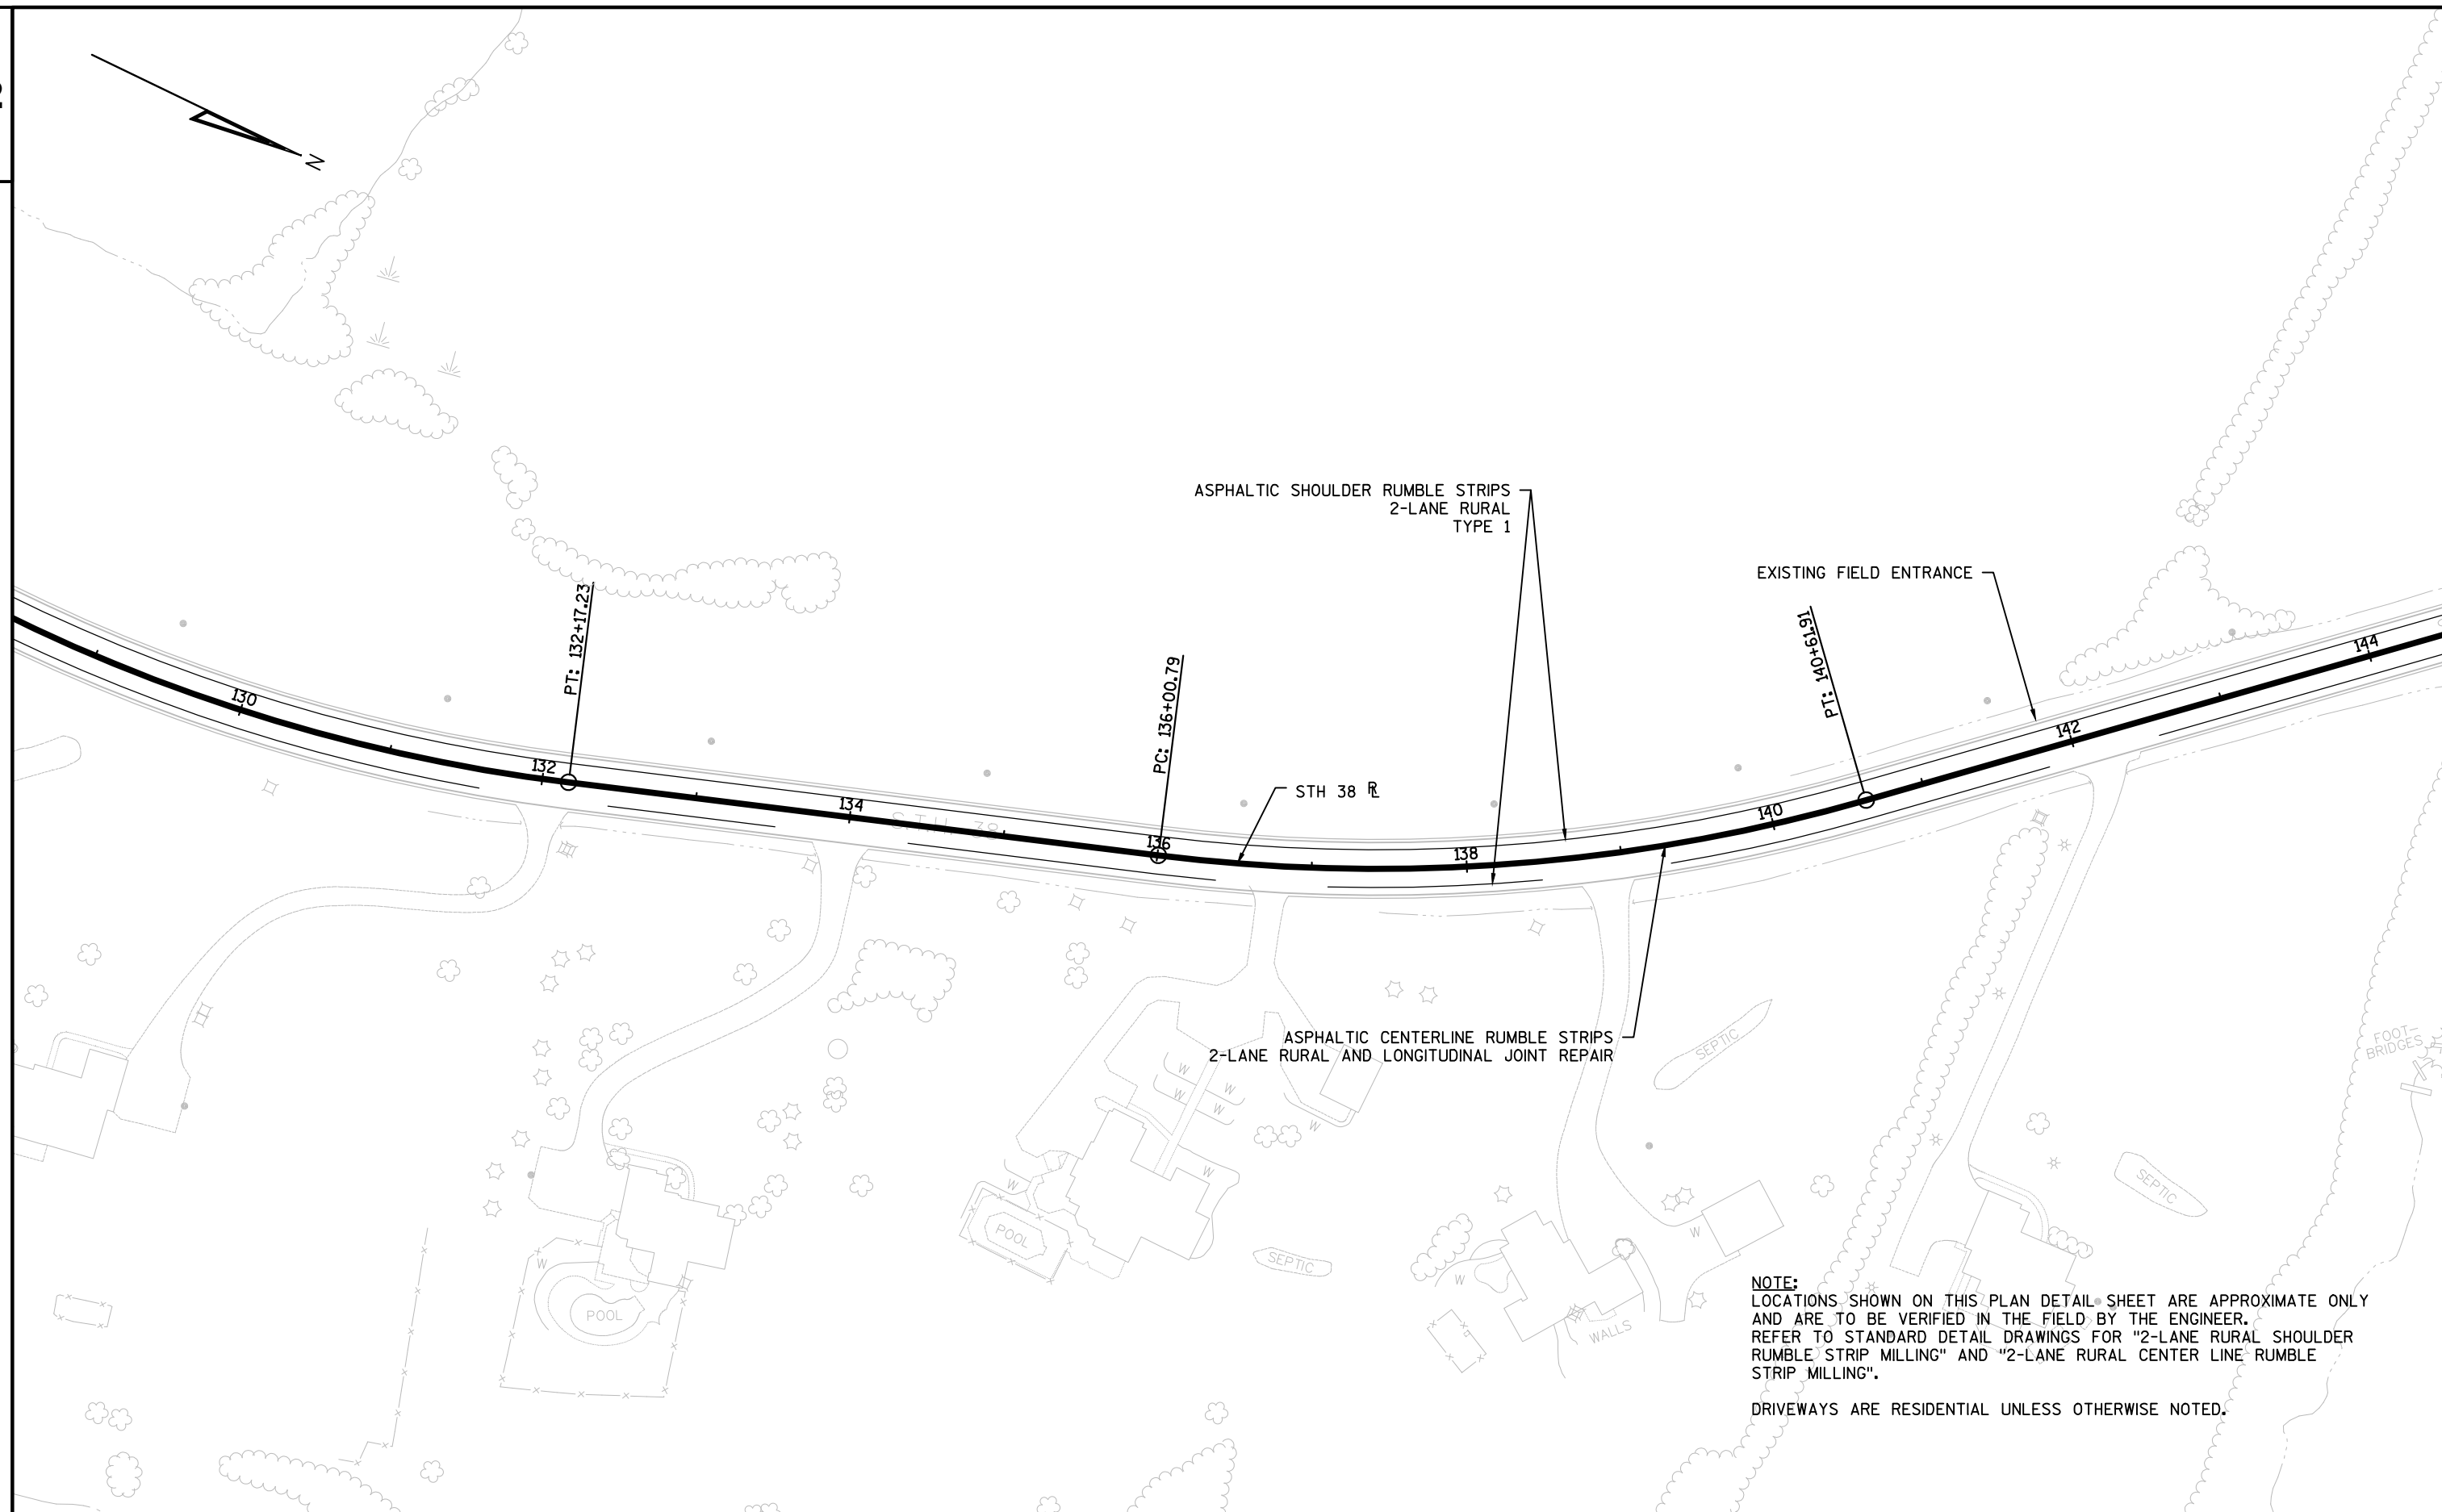 N
ASPHALTIC SHOULDER RUMBLE STRIPS
2-LANE RURAL
TYPE 1
EXISTING FIELD ENTRANCE
PT: 132+17.23
PC: 136+00.79
PT: 140+61.91
130
132
134
136
138
140
142
144
S.T.H. 38
STH 38 RL
ASPHALTIC CENTERLINE RUMBLE STRIPS
2-LANE RURAL AND LONGITUDINAL JOINT REPAIR
SEPTIC
FOOT-
BRIDGES
W
W
W
W
W
W
W
POOL
SEPTIC
SEPTIC
W
W
W
POOL
WALLS
NOTE:
LOCATIONS SHOWN ON THIS PLAN DETAIL SHEET ARE APPROXIMATE ONLY
AND ARE TO BE VERIFIED IN THE FIELD BY THE ENGINEER.
REFER TO STANDARD DETAIL DRAWINGS FOR "2-LANE RURAL SHOULDER
RUMBLE STRIP MILLING" AND "2-LANE RURAL CENTER LINE RUMBLE
STRIP MILLING".
DRIVEWAYS ARE RESIDENTIAL UNLESS OTHERWISE NOTED.